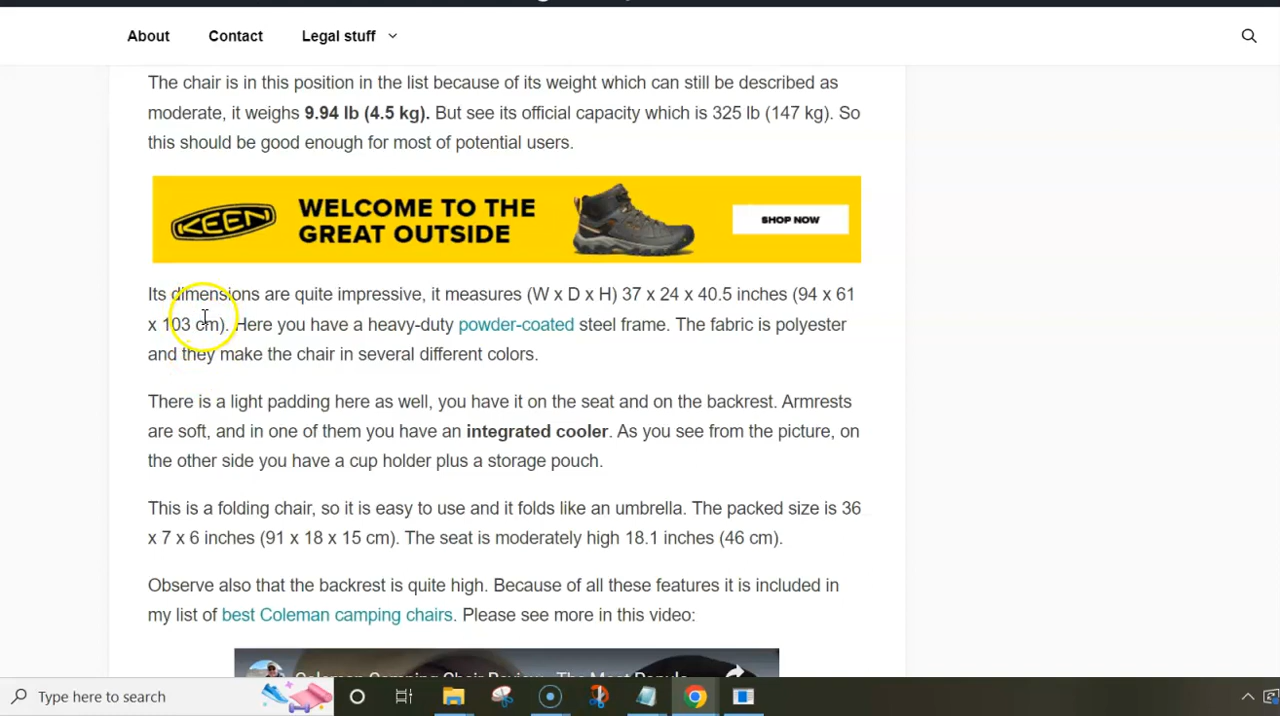 About Contact Legal stuff
The chair is in this position in the list because of its weight which can still be described as
moderate, it weighs 9.94 lb (4.5 kg). But see its official capacity which is 325 lb (147 kg). So
this should be good enough for most of potential users.
KEEN
WELCOME TO THE
GREAT OUTSIDE
SHOP NOW
Its dimensions are quite impressive, it measures (W x D x H) 37 x 24 x 40.5 inches (94 x 61
x 103 cm). Here you have a heavy-duty powder-coated steel frame. The fabric is polyester
and they make the chair in several different colors.
There is a light padding here as well, you have it on the seat and on the backrest. Armrests
are soft, and in one of them you have an integrated cooler. As you see from the picture, on
the other side you have a cup holder plus a storage pouch.
This is a folding chair, so it is easy to use and it folds like an umbrella. The packed size is 36
x 7 x 6 inches (91 x 18 x 15 cm). The seat is moderately high 18.1 inches (46 cm).
Observe also that the backrest is quite high. Because of all these features it is included in
my list of best Coleman camping chairs. Please see more in this video:
Coleman Camping Chair Review - The Most Popula
Type here to search